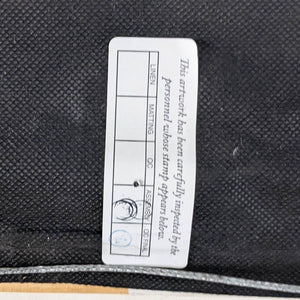 This artwork has been carefully inspected by the
personnel whose stamp appears below.
LINEN
MATTING
QC